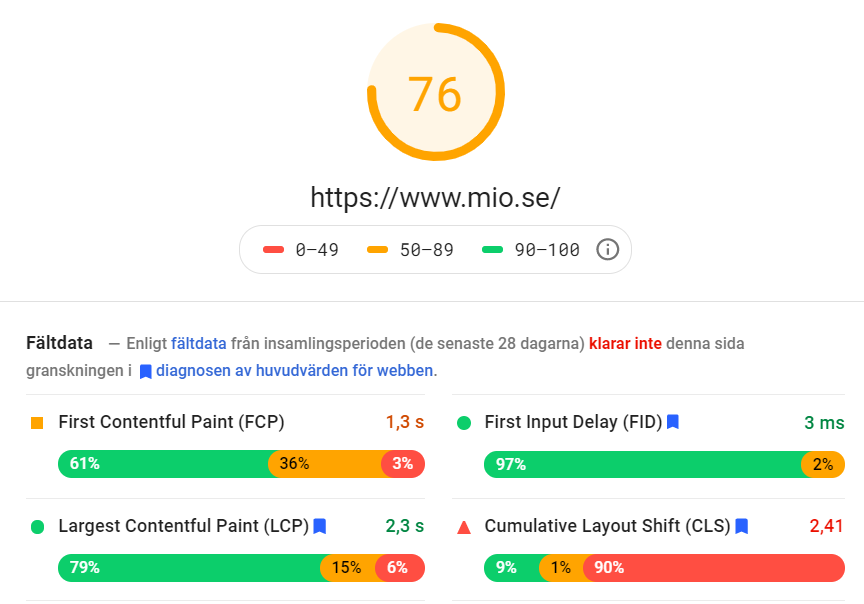 76
https://www.mio.se/
0–49 50–89 90–100
Fältdata — Enligt fältdata från insamlingsperioden (de senaste 28 dagarna) klarar inte denna sida
granskningen i diagnosen av huvudvärden för webben.
First Contentful Paint (FCP) 1,3 s
61% 36% 3%
First Input Delay (FID) 3 ms
97% 2%
Largest Contentful Paint (LCP) 2,3 s
79% 15% 6%
Cumulative Layout Shift (CLS) 2,41
9% 1% 90%